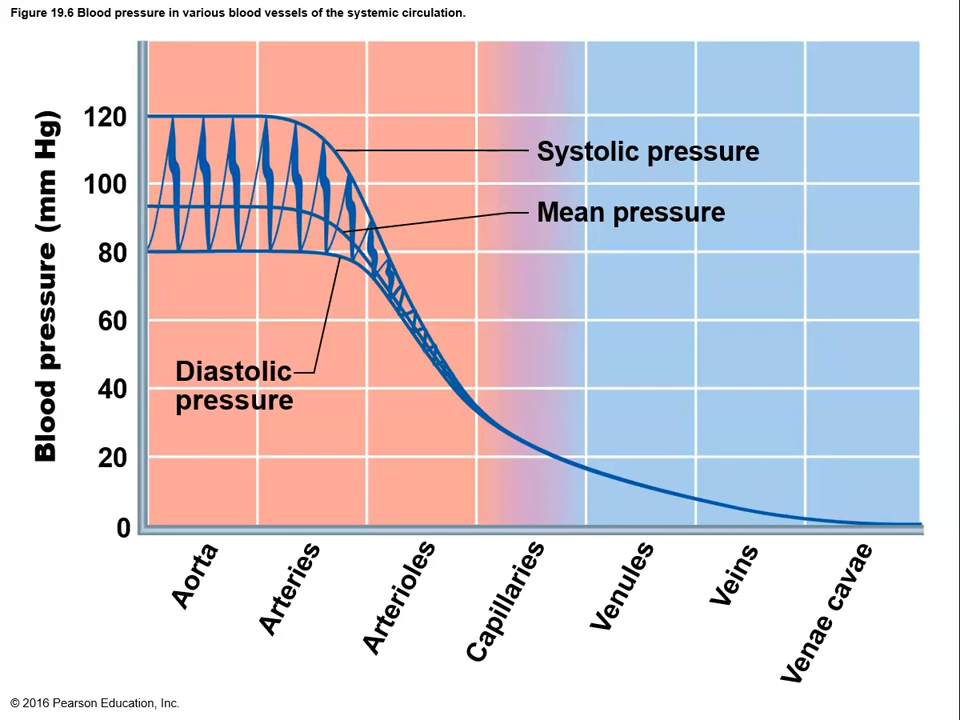 Figure 19.6 Blood pressure in various blood vessels of the systemic circulation.
Blood pressure (mm Hg)
120
100
80
60
40
20
0
Systolic pressure
Mean pressure
Diastolic
pressure
Aorta
Arteries
Arterioles
Capillaries
Venules
Veins
Venae cavae
© 2016 Pearson Education, Inc.